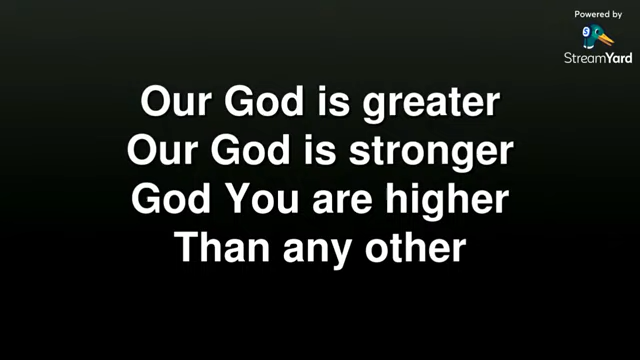 Powered by
StreamYard
Our God is greater
Our God is stronger
God You are higher
Than any other